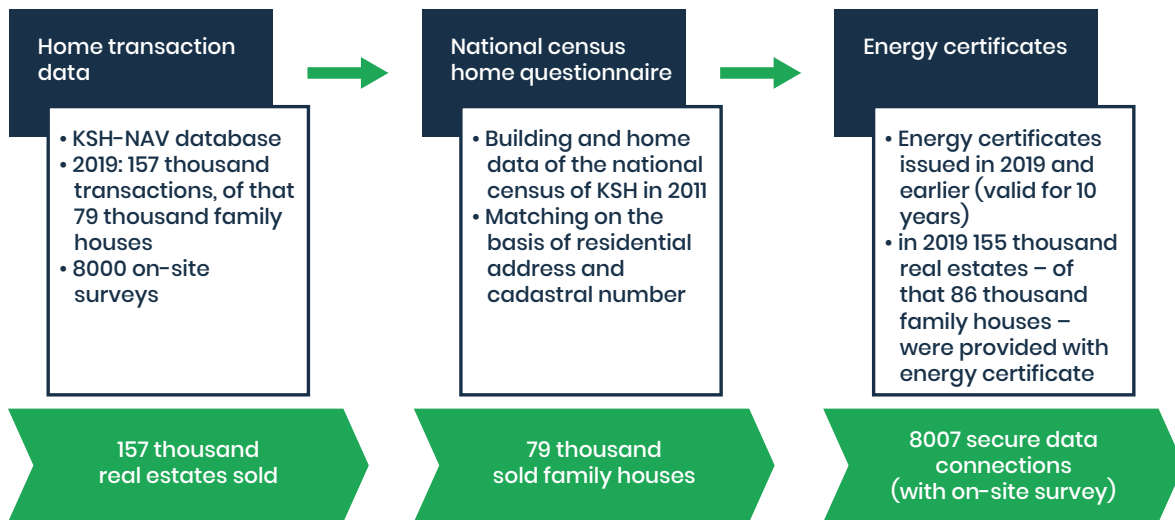 Home transaction
data
• KSH-NAV database
• 2019: 157 thousand
transactions, of that
79 thousand family
houses
• 8000 on-site
surveys
157 thousand
real estates sold
National census
home questionnaire
• Building and home
data of the national
census of KSH in 2011
• Matching on the
basis of residential
address and
cadastral number
79 thousand
sold family houses
Energy certificates
• Energy certificates
issued in 2019 and
earlier (valid for 10
years)
• in 2019 155 thousand
real estates – of
that 86 thousand
family houses –
were provided with
energy certificate
8007 secure data
connections
(with on-site survey)